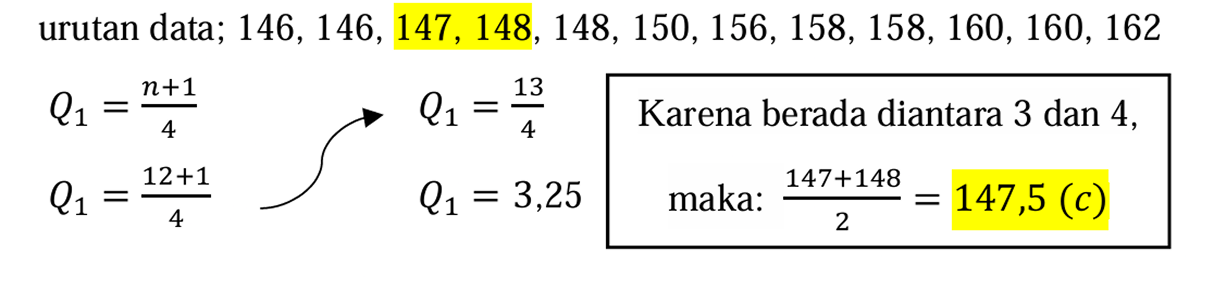 urutan data; 146, 146, 147, 148, 148, 150, 156, 158, 158, 160, 160, 162
Q₁ = (n+1)/4
Q₁ = (12+1)/4
Q₁ = 13/4
Q₁ = 3,25
Karena berada diantara 3 dan 4,
maka: (147+148)/2 = 147,5 (c)